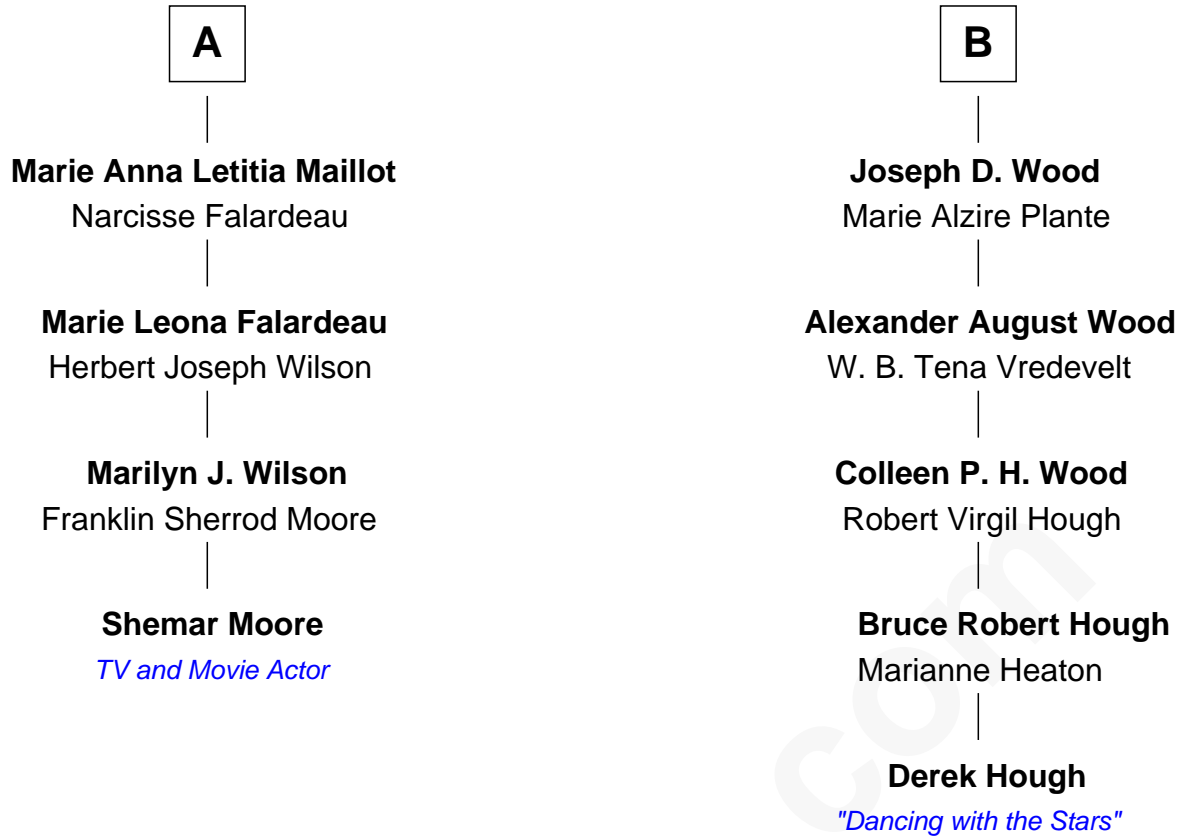 A
Marie Anna Letitia Maillot
Narcisse Falardeau
Marie Leona Falardeau
Herbert Joseph Wilson
Marilyn J. Wilson
Franklin Sherrod Moore
Shemar Moore
TV and Movie Actor
B
Joseph D. Wood
Marie Alzire Plante
Alexander August Wood
W. B. Tena Vredevelt
Colleen P. H. Wood
Robert Virgil Hough
Bruce Robert Hough
Marianne Heaton
Derek Hough
"Dancing with the Stars"
com